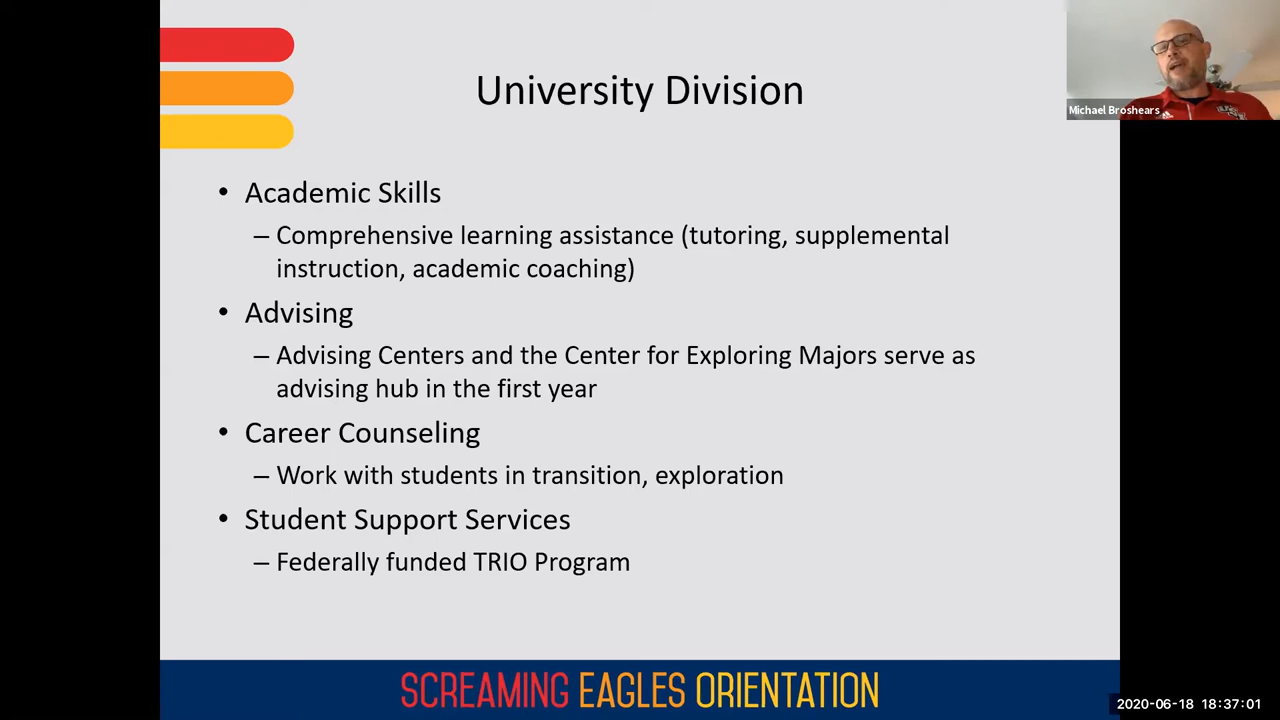 University Division
Michael Broshears
• Academic Skills
– Comprehensive learning assistance (tutoring, supplemental
instruction, academic coaching)
• Advising
– Advising Centers and the Center for Exploring Majors serve as
advising hub in the first year
• Career Counseling
– Work with students in transition, exploration
• Student Support Services
– Federally funded TRIO Program
SCREAMING EAGLES ORIENTATION
2020-06-18 18:37:01